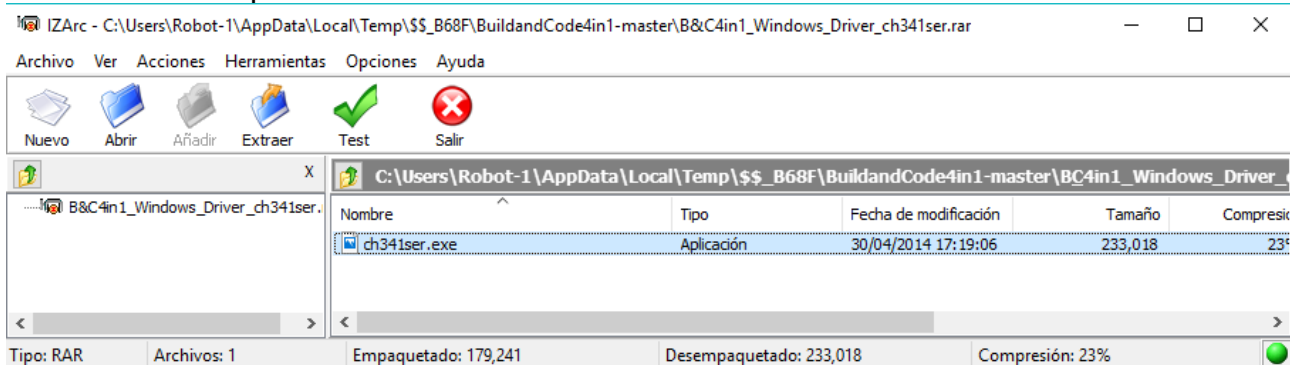 IZArc - C:\Users\Robot-1\AppData\Local\Temp\$$_B68F\BuildandCode4in1-master\B&C4in1_Windows_Driver_ch341ser.rar
Archivo Ver Acciones Herramientas Opciones Ayuda
Nuevo Abrir Añadir Extraer Test Salir
X
C:\Users\Robot-1\AppData\Local\Temp\$$_B68F\BuildandCode4in1-master\BC4in1_Windows_Driver_
B&C4in1_Windows_Driver_ch341ser.
Nombre Tipo Fecha de modificación Tamaño Compresió
ch341ser.exe Aplicación 30/04/2014 17:19:06 233,018 23%
Tipo: RAR Archivos: 1 Empaquetado: 179,241 Desempaquetado: 233,018 Compresión: 23%